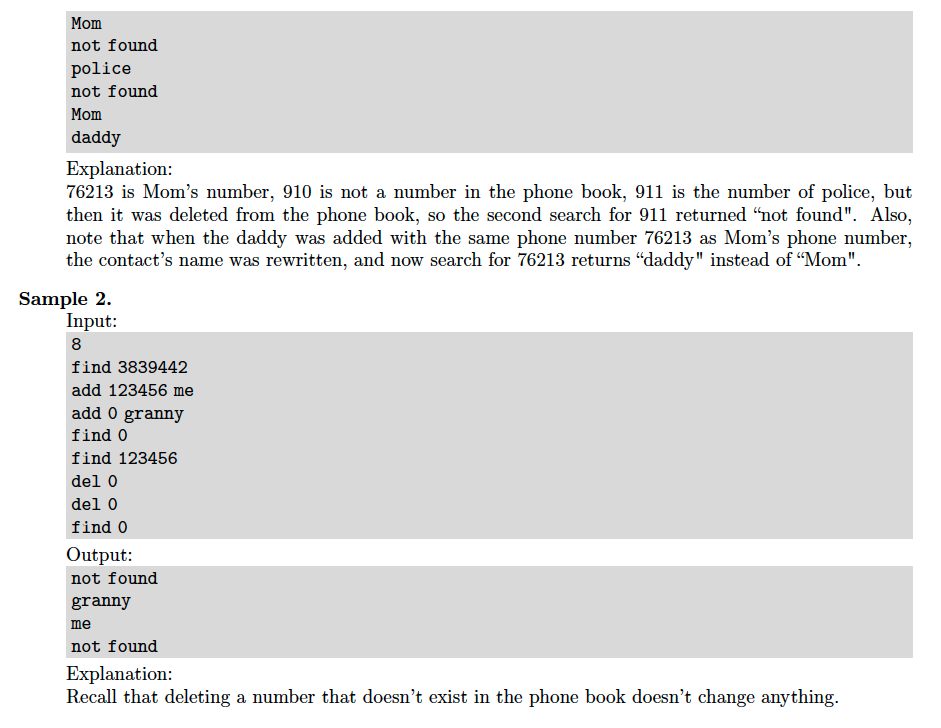 Mom
not found
police
not found
Mom
daddy
Explanation:
76213 is Mom’s number, 910 is not a number in the phone book, 911 is the number of police, but
then it was deleted from the phone book, so the second search for 911 returned “not found". Also,
note that when the daddy was added with the same phone number 76213 as Mom’s phone number,
the contact’s name was rewritten, and now search for 76213 returns “daddy" instead of “Mom".
Sample 2.
Input:
8
find 3839442
add 123456 me
add 0 granny
find 0
find 123456
del 0
del 0
find 0
Output:
not found
granny
me
not found
Explanation:
Recall that deleting a number that doesn’t exist in the phone book doesn’t change anything.